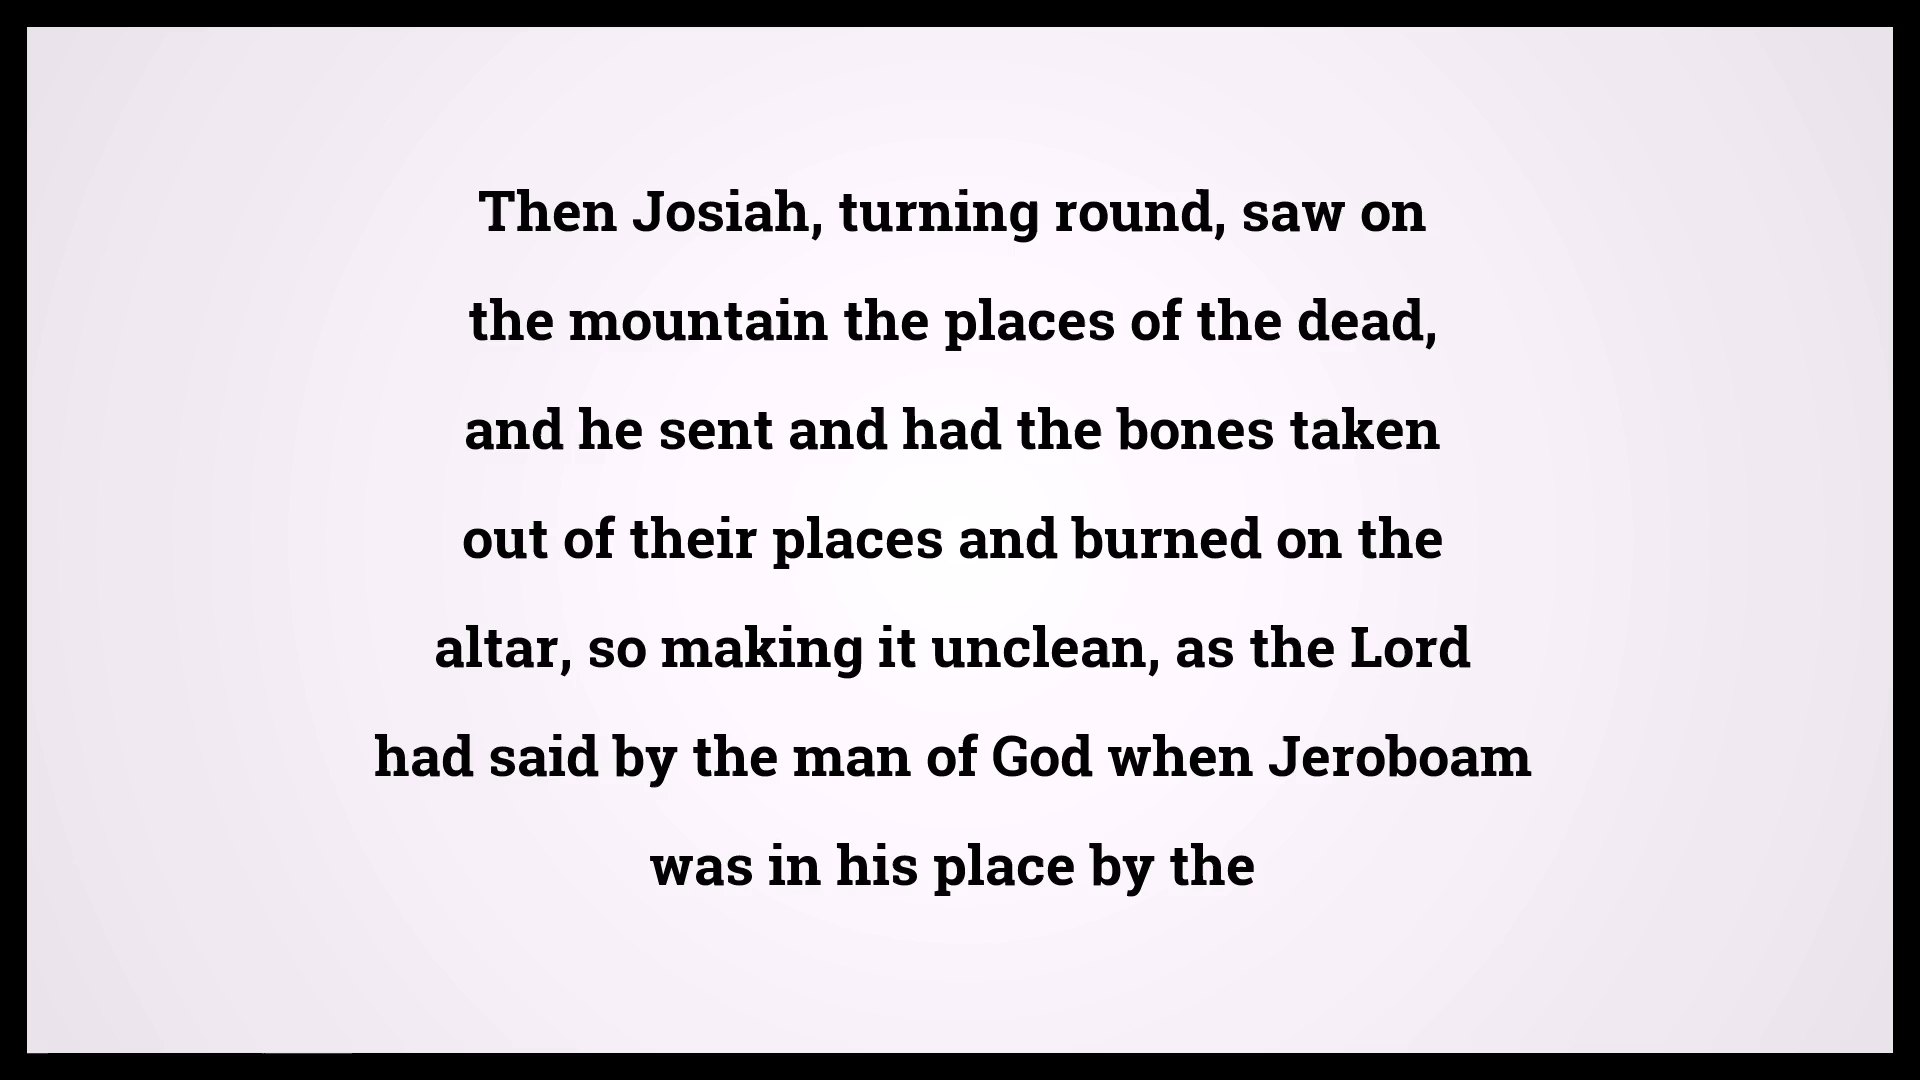 Then Josiah, turning round, saw on
the mountain the places of the dead,
and he sent and had the bones taken
out of their places and burned on the
altar, so making it unclean, as the Lord
had said by the man of God when Jeroboam
was in his place by the